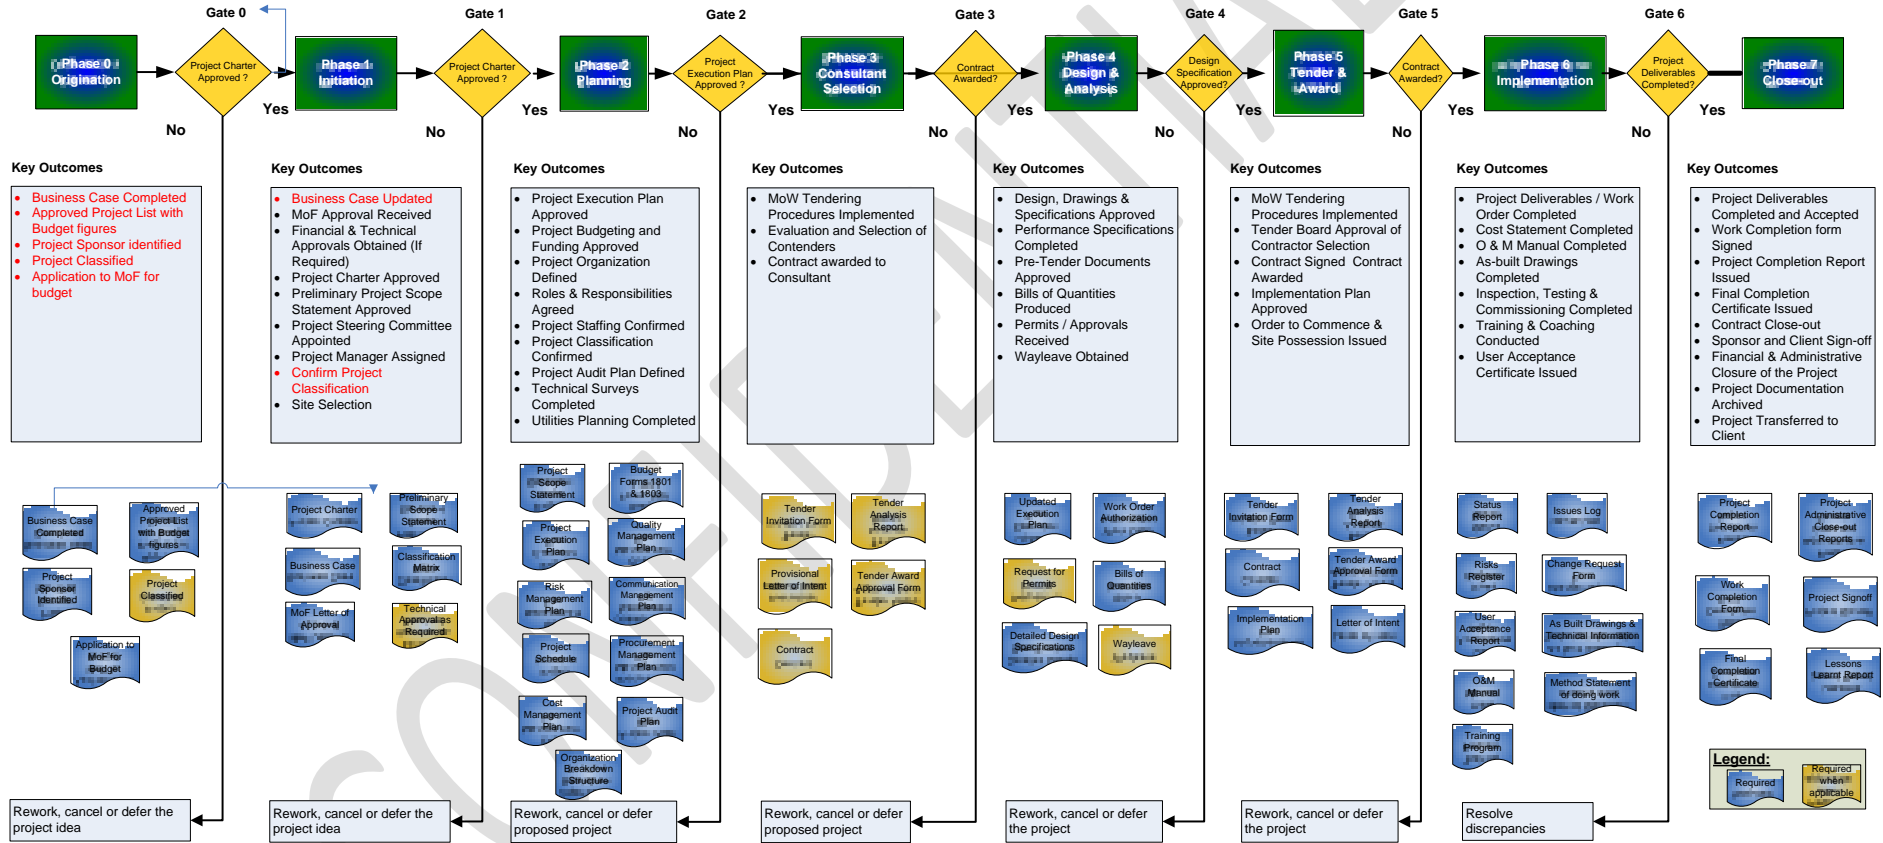 Gate 0
Gate 1
Gate 2
Gate 3
Gate 4
Gate 5
Gate 6
Phase 0
Origination
Project Charter
Approved ?
Phase 1
Initiation
Project Charter
Approved ?
Phase 2
Planning
Project
Execution Plan
Approved ?
Phase 3
Consultant
Selection
Contract
Awarded?
Phase 4
Design &
Analysis
Design
Specification
Approved?
Phase 5
Tender &
Award
Contract
Awarded?
Phase 6
Implementation
Project
Deliverables
Completed?
Phase 7
Close-out
Yes
Yes
Yes
Yes
Yes
Yes
Yes
No
No
No
No
No
No
No
Key Outcomes
• Business Case Completed
• Approved Project List with
Budget figures
• Project Sponsor identified
• Project Classified
• Application to MoF for
budget
Key Outcomes
• Business Case Updated
• MoF Approval Received
• Financial & Technical
Approvals Obtained (If
Required)
• Project Charter Approved
• Preliminary Project Scope
Statement Approved
• Project Steering Committee
Appointed
• Project Manager Assigned
• Confirm Project
Classification
• Site Selection
Key Outcomes
• Project Execution Plan
Approved
• Project Budgeting and
Funding Approved
• Project Organization
Defined
• Roles & Responsibilities
Agreed
• Project Staffing Confirmed
• Project Classification
Confirmed
• Project Audit Plan Defined
• Technical Surveys
Completed
• Utilities Planning Completed
Key Outcomes
• MoW Tendering
Procedures Implemented
• Evaluation and Selection of
Contenders
• Contract awarded to
Consultant
Key Outcomes
• Design, Drawings &
Specifications Approved
• Performance Specifications
Completed
• Pre-Tender Documents
Approved
• Bills of Quantities
Produced
• Permits / Approvals
Received
• Wayleave Obtained
Key Outcomes
• MoW Tendering
Procedures Implemented
• Tender Board Approval of
Contractor Selection
• Contract Signed  Contract
Awarded
• Implementation Plan
Approved
• Order to Commence &
Site Possession Issued
Key Outcomes
• Project Deliverables / Work
Order Completed
• Cost Statement Completed
• O & M Manual Completed
• As-built Drawings
Completed
• Inspection, Testing &
Commissioning Completed
• Training & Coaching
Conducted
• User Acceptance
Certificate Issued
Key Outcomes
• Project Deliverables
Completed and Accepted
• Work Completion form
Signed
• Project Completion Report
Issued
• Final Completion
Certificate Issued
• Contract Close-out
• Sponsor and Client Sign-off
• Financial & Administrative
Closure of the Project
• Project Documentation
Archived
• Project Transferred to
Client
Business Case
Completed
Approved
Project List
with Budget
figures
Project
Sponsor
Identified
Project
Classified
Application to
MoF for
Budget
Project Charter
Preliminary
Scope
Statement
Business Case
Classification
Matrix
MoF Letter of
Approval
Technical
Approval as
Required
Project
Scope
Statement
Budget
Forms 1801
& 1803
Project
Execution
Plan
Quality
Management
Plan
Risk
Management
Plan
Communication
Management
Plan
Project
Schedule
Procurement
Management
Plan
Cost
Management
Plan
Project Audit
Plan
Organization
Breakdown
Structure
Tender
Invitation Form
Tender
Analysis
Report
Provisional
Letter of Intent
Tender Award
Approval Form
Contract
Updated
Execution
Plan
Work Order
Authorization
Request for
Permits
Bills of
Quantities
Detailed Design
Specifications
Wayleave
Tender
Invitation Form
Tender
Analysis
Report
Contract
Tender Award
Approval Form
Implementation
Plan
Letter of Intent
Status
Report
Issues Log
Risks
Register
Change Request
Form
User
Acceptance
Report
As Built Drawings &
Technical Information
O&M
Manual
Method Statement
of doing work
Training
Program
Project
Completion
Report
Project
Administrative
Close-out
Reports
Work
Completion
Form
Project Signoff
Final
Completion
Certificate
Lessons
Learnt Report
Legend:
Required
Required
when
applicable
Rework, cancel or defer the
project idea
Rework, cancel or defer the
project idea
Rework, cancel or defer
proposed project
Rework, cancel or defer
proposed project
Rework, cancel or defer
the project
Rework, cancel or defer
the project
Resolve
discrepancies
CONFIDENTIAL